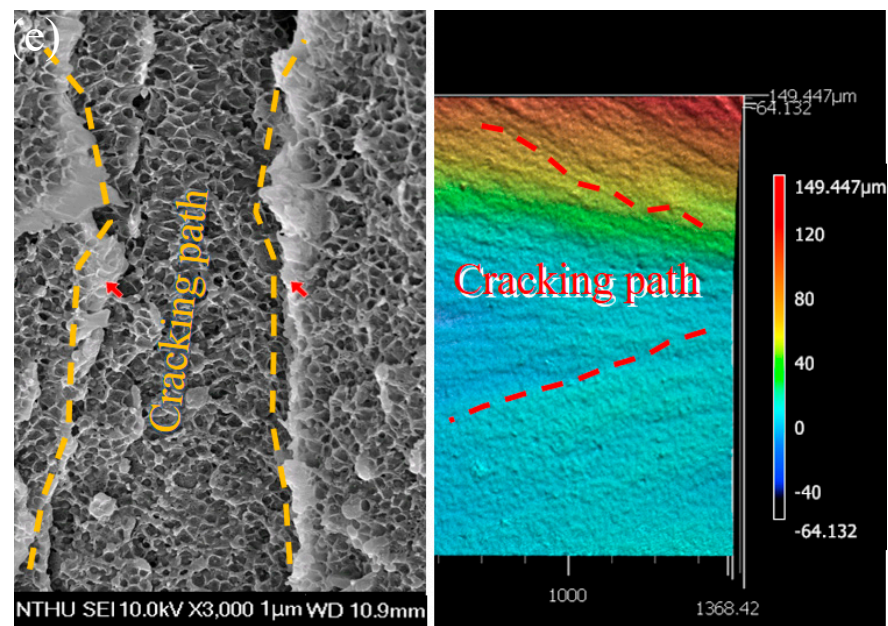 (e)
Cracking path
NTHU SEI 10.0kV X3,000 1μm WD 10.9mm
149.447μm
-64.132
Cracking path
149.447μm
120
80
40
0
-40
-64.132
1000
1368.42